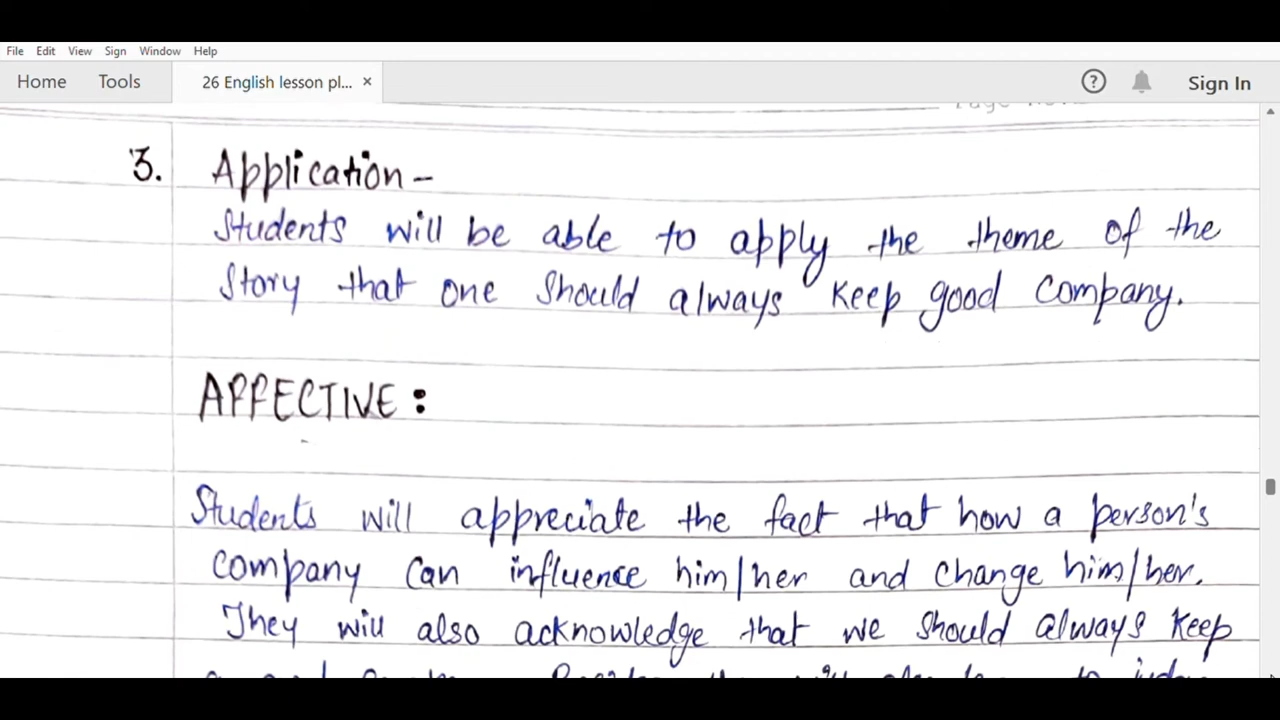 File Edit View Sign Window Help
Home Tools 26 English lesson pl... × ? Sign In
3. Application -
Students will be able to apply the theme of the
Story that one should always keep good company.
AFFECTIVE :
Students will appreciate the fact that how a person's
company can influence him/her and change him/her.
They will also acknowledge that we should always keep